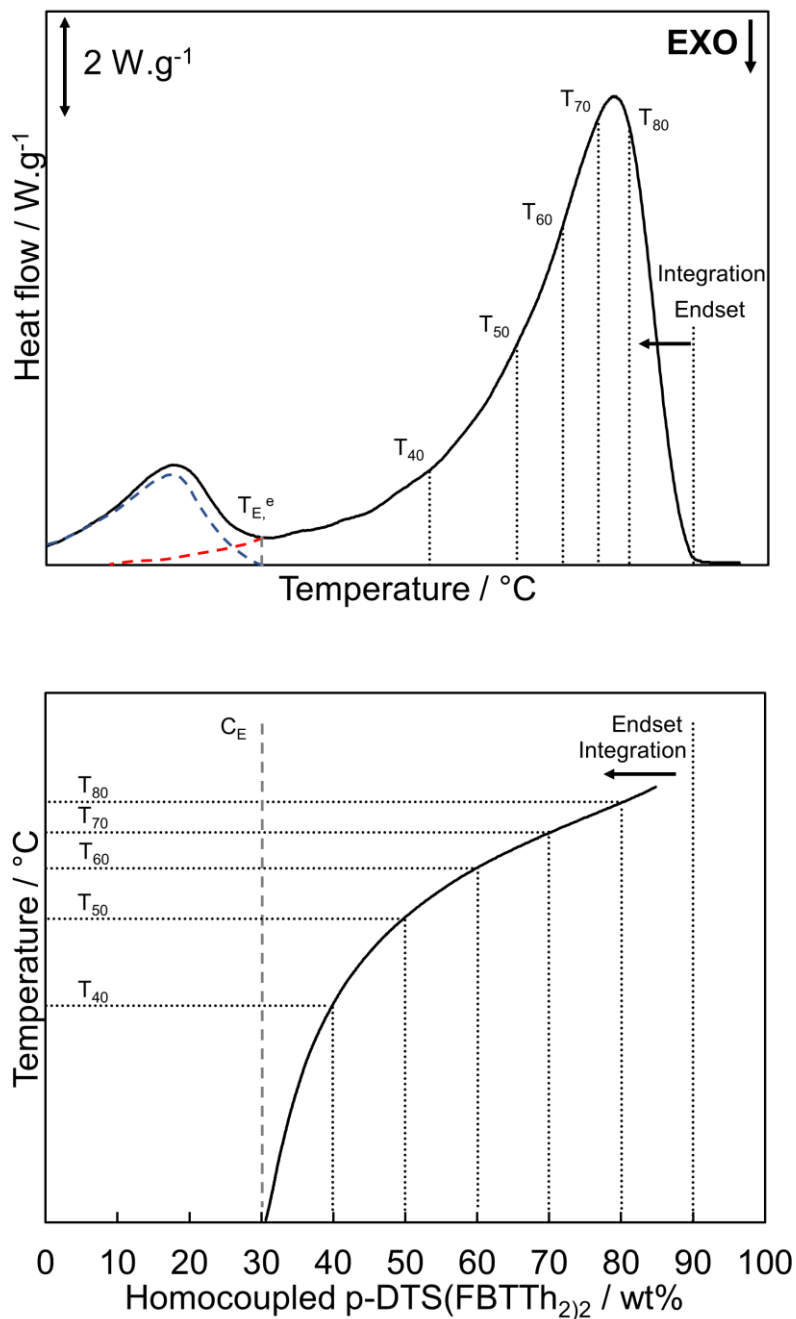 2 W.g-1
EXO
T70
T80
T60
Integration
Endset
T50
T40
TE,e
Heat flow / W.g-1
Temperature / °C
CE
Endset
Integration
T80
T70
T60
T50
T40
Temperature / °C
0 10 20 30 40 50 60 70 80 90 100
Homocoupled p-DTS(FBTTh2)2 / wt%